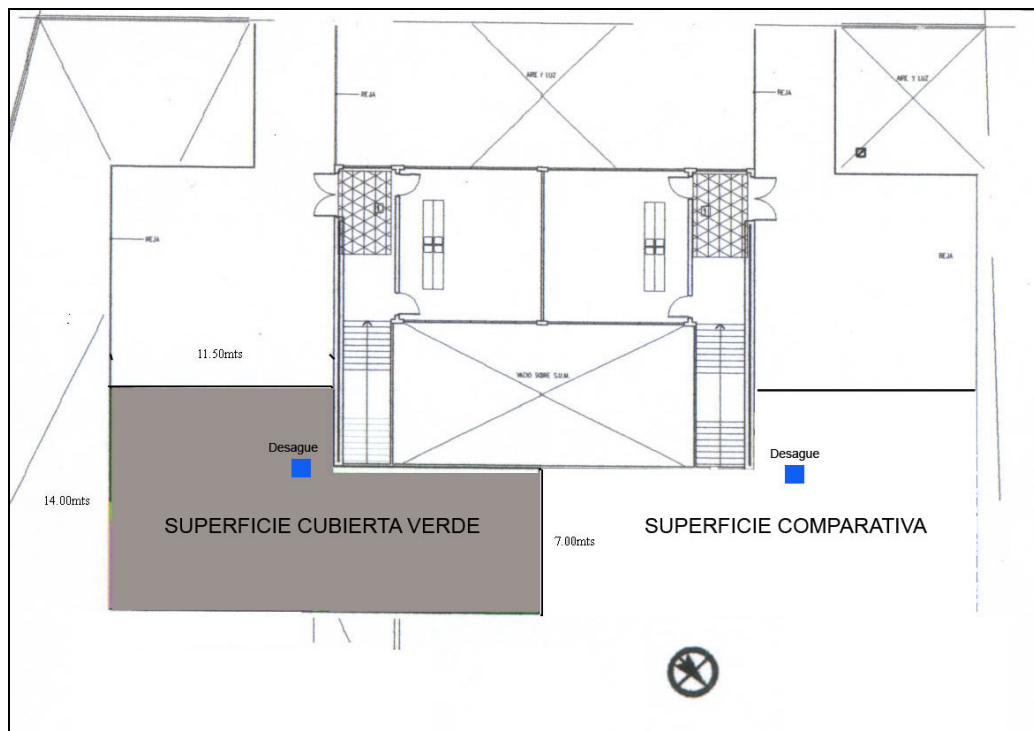 AIRE / LUZ
AIRE Y LUZ
REJA
REJA
REJA
REJA
11.50mts
VACIO SOBRE S.U.M.
Desague
Desague
14.00mts
SUPERFICIE CUBIERTA VERDE
SUPERFICIE COMPARATIVA
7.00mts